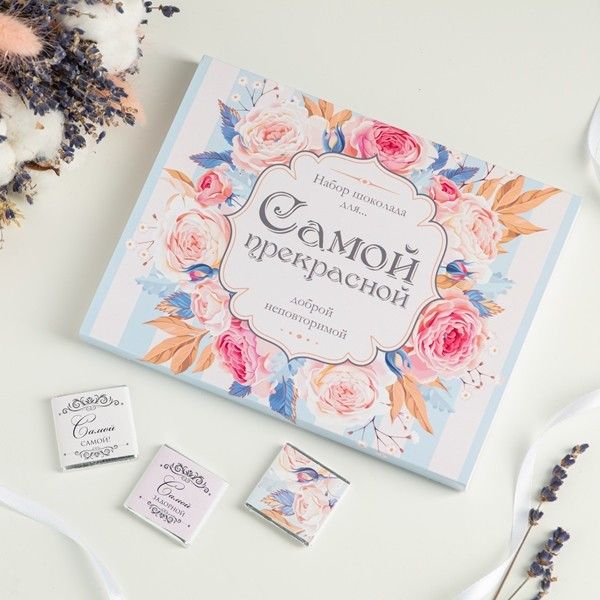 Набор шоколада
для...
Самой
прекрасной
доброй
неповторимой
Самой
САМОЙ!
Самой
ЗАДОРНОЙ